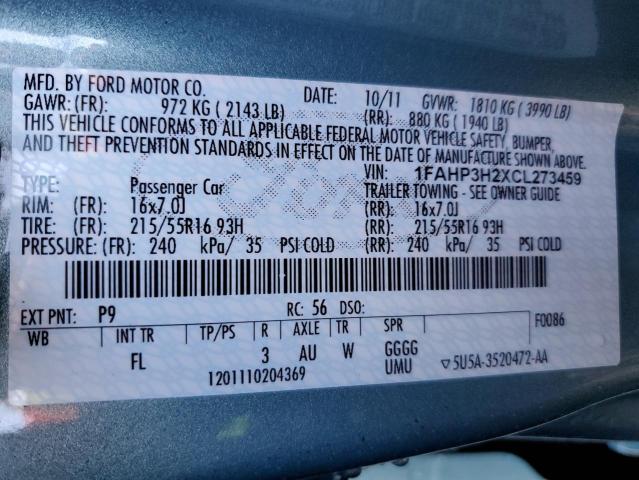 MFD. BY FORD MOTOR CO.
DATE: 10/11 GVWR: 1810 KG ( 3990 LB)
GAWR: (FR): 972 KG ( 2143 LB) (RR): 880 KG ( 1940 LB)
THIS VEHICLE CONFORMS TO ALL APPLICABLE FEDERAL MOTOR VEHICLE SAFETY, BUMPER,
AND THEFT PREVENTION STANDARDS IN EFFECT ON THE DATE OF MANUFACTURE SHOWN ABOVE.
VIN: 1FAHP3H2XCL273459
TYPE: Passenger Car TRAILER TOWING - SEE OWNER GUIDE
RIM: (FR): 16x7.0J (RR): 16x7.0J
TIRE: (FR): 215/55R16 93H (RR): 215/55R16 93H
PRESSURE: (FR): 240 kPa/ 35 PSI COLD (RR): 240 kPa/ 35 PSI COLD
EXT PNT: P9 RC: 56 DSO: F0086
WB INT TR TP/PS R AXLE TR SPR
FL 3 AU W GGGG
UMU
1201110204369 ▽5U5A-3520472-AA
Ford